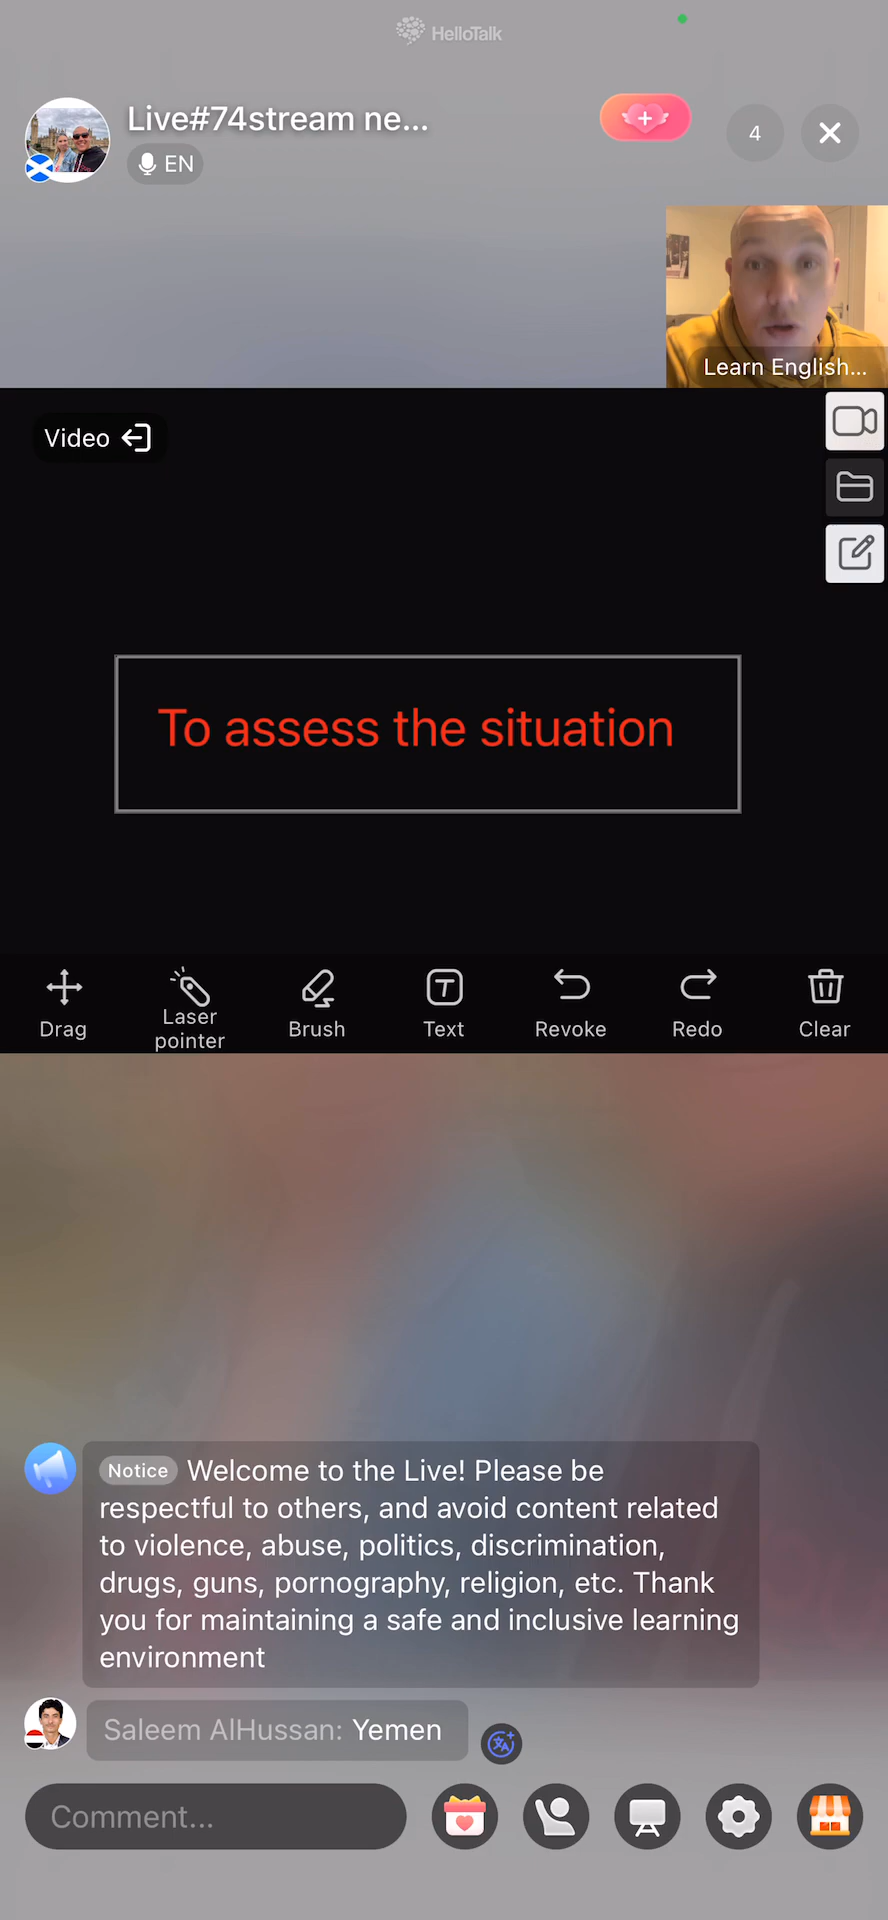 HelloTalk
Live#74stream ne...
EN
4
Learn English...
Video
To assess the situation
Drag
Laser
pointer
Brush
Text
Revoke
Redo
Clear
Notice Welcome to the Live! Please be
respectful to others, and avoid content related
to violence, abuse, politics, discrimination,
drugs, guns, pornography, religion, etc. Thank
you for maintaining a safe and inclusive learning
environment
Saleem AlHussan: Yemen
Comment...